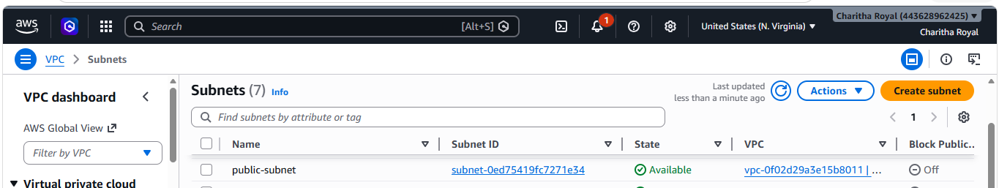 Charitha Royal (443628962425)
aws
Search
[Alt+S]
1
United States (N. Virginia)
Charitha Royal
VPC
Subnets
VPC dashboard
AWS Global View
Filter by VPC
Virtual private cloud
Subnets (7) Info
Last updated
less than a minute ago
Actions
Create subnet
Find subnets by attribute or tag
1
Name Subnet ID State VPC Block Public...
public-subnet subnet-0ed75419fc7271e34 Available vpc-0f02d29a3e15b8011 | ... Off